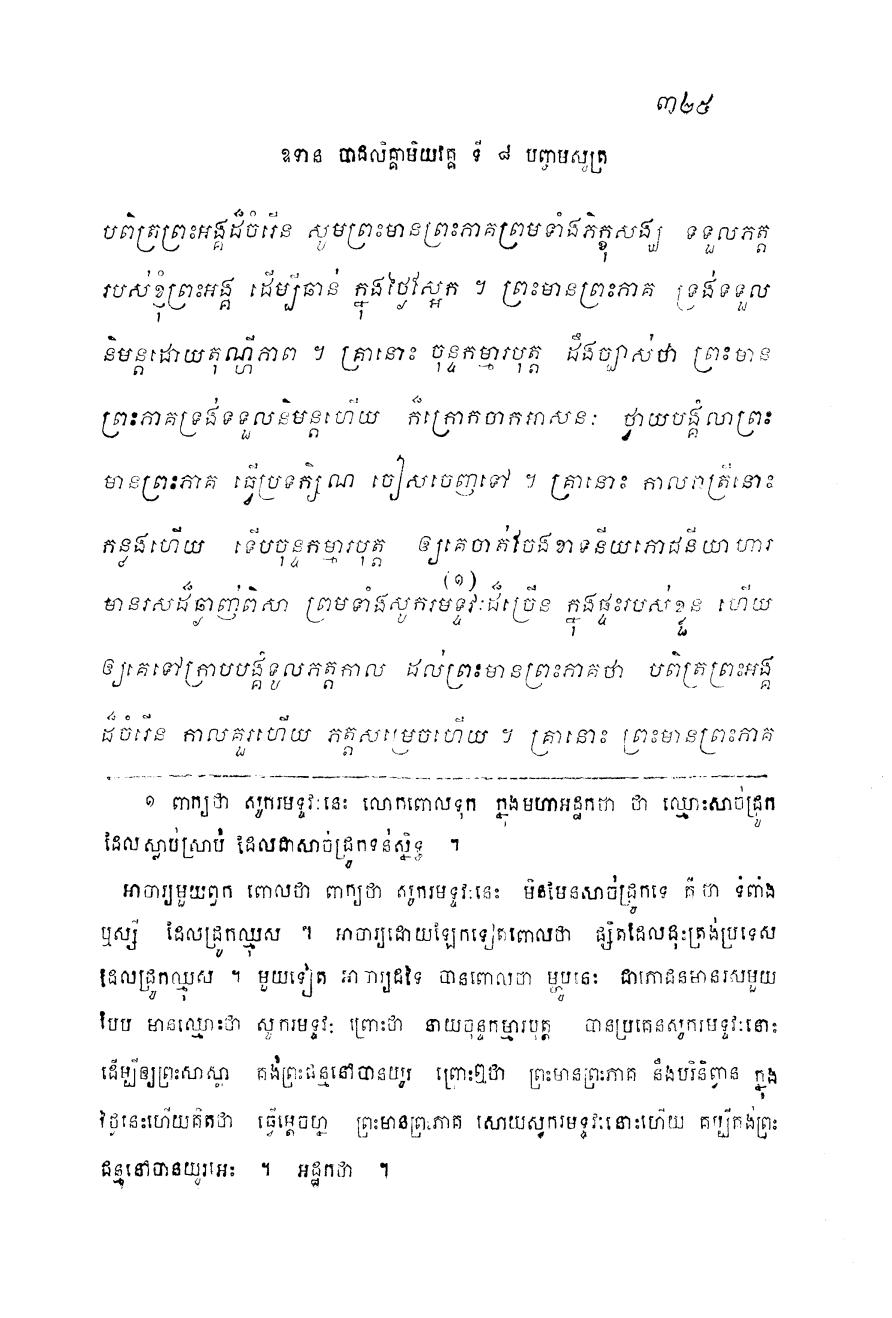 ៣២៥
ឧទាន បាដលិគ្គាមិយវគ្គ ទី ៨ បញ្ចមសូត្រ
បពិត្រព្រះអង្គដ៏ចំរើន សូមព្រះមានព្រះភាគព្រមទាំងភិក្ខុសង្ឃ ទទួលភត្ត
របស់ខ្ញុំព្រះអង្គ ដើម្បីឆាន់ ក្នុងថ្ងៃស្អែក ។ ព្រះមានព្រះភាគ ទ្រង់ទទួល
និមន្តដោយតុណ្ហីភាព ។ គ្រានោះ ចុន្ទកម្មារបុត្ត ដឹងច្បាស់ថា ព្រះមាន
ព្រះភាគទ្រង់ទទួលនិមន្តហើយ ក៏ក្រោកចាកអាសនៈ ថ្វាយបង្គំលាព្រះ
មានព្រះភាគ ធ្វើប្រទក្សិណ ចៀសចេញទៅ ។ គ្រានោះ កាលរាត្រីនោះ
កន្លងហើយ ទើបចុន្ទកម្មារបុត្ត ឲ្យគេចាត់ចែងខាទនីយភោជនីយាហារ
មានរសដ៏ឆ្ងាញ់ពិសា ព្រមទាំងសូករមទ្ទវៈ(១)ដ៏ច្រើន ក្នុងផ្ទះរបស់ខ្លួន ហើយ
ឲ្យគេទៅក្រាបបង្គំទូលភត្តកាល ដល់ព្រះមានព្រះភាគថា បពិត្រព្រះអង្គ
ដ៏ចំរើន កាលគួរហើយ ភត្តសម្រេចហើយ ។ គ្រានោះ ព្រះមានព្រះភាគ
១ ពាក្យថា សូករមទ្ទវៈនេះ លោកពោលទុក ក្នុងមហាអដ្ឋកថា ថា ឈ្មោះសាច់ជ្រូក
ដែលស្លាប់ស្រាប់ ដែលជាសាច់ជ្រូកទន់ស្និទ្ធ ។
អាចារ្យមួយពួក ពោលថា ពាក្យថា សូករមទ្ទវៈនេះ មិនមែនសាច់ជ្រូកទេ គឺ ថា ទំពាំង
ឬស្សី ដែលជ្រូកឈ្មុស ។ អាចារ្យដោយឡែកទៀតពោលថា ផ្សិតដែលដុះត្រង់ប្រទេស
ដែលជ្រូកឈ្មុស ។ មួយទៀត អាចារ្យដទៃ បានពោលថា ម្ហូបនេះ ជាភោជនមានរសមួយ
បែប មានឈ្មោះថា សូករមទ្ទវៈ ព្រោះថា នាយចុន្ទកម្មារបុត្ត បានប្រគេនសូករមទ្ទវៈនោះ
ដើម្បីឲ្យព្រះសាស្តា គង់ព្រះជន្មនៅបានយូរ ព្រោះឮថា ព្រះមានព្រះភាគ នឹងបរិនិព្វាន ក្នុង
ថ្ងៃនេះហើយគិតថា ធ្វើម្តេចហ្ន ព្រះមានព្រះភាគ សោយសូករមទ្ទវៈនោះហើយ គប្បីគង់ព្រះ
ជន្មនៅបានយូរអេះ ។ អដ្ឋកថា ។